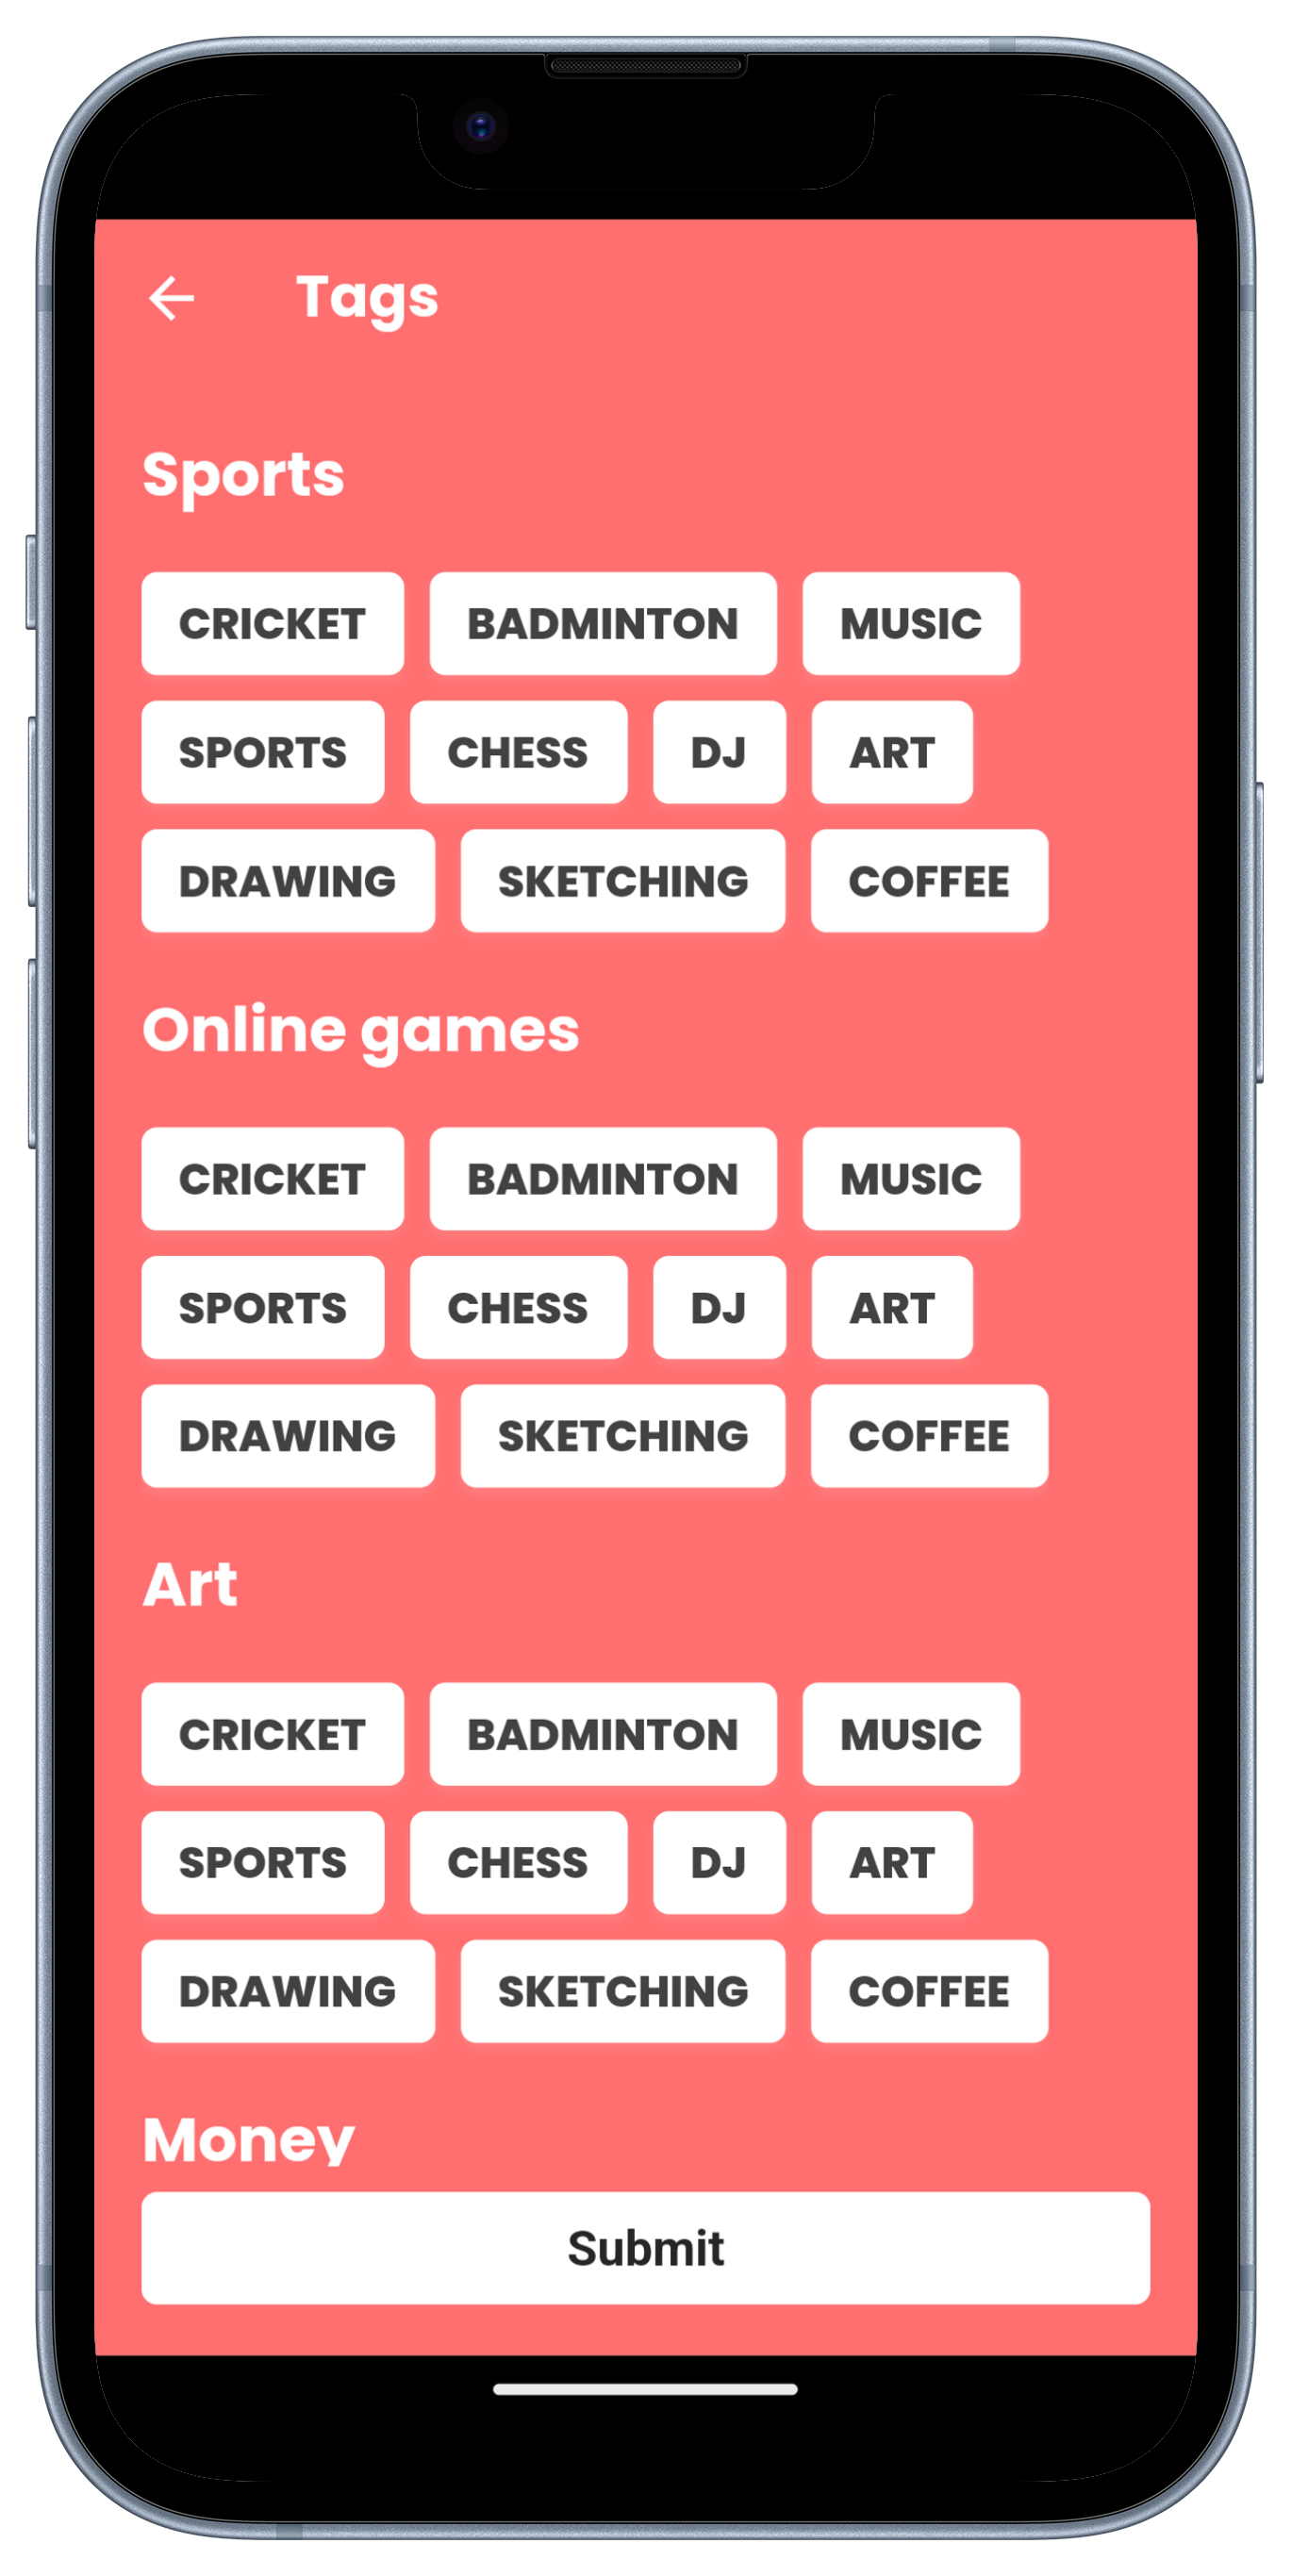 Tags
Sports
CRICKET BADMINTON MUSIC
SPORTS CHESS DJ ART
DRAWING SKETCHING COFFEE
Online games
CRICKET BADMINTON MUSIC
SPORTS CHESS DJ ART
DRAWING SKETCHING COFFEE
Art
CRICKET BADMINTON MUSIC
SPORTS CHESS DJ ART
DRAWING SKETCHING COFFEE
Money
Submit